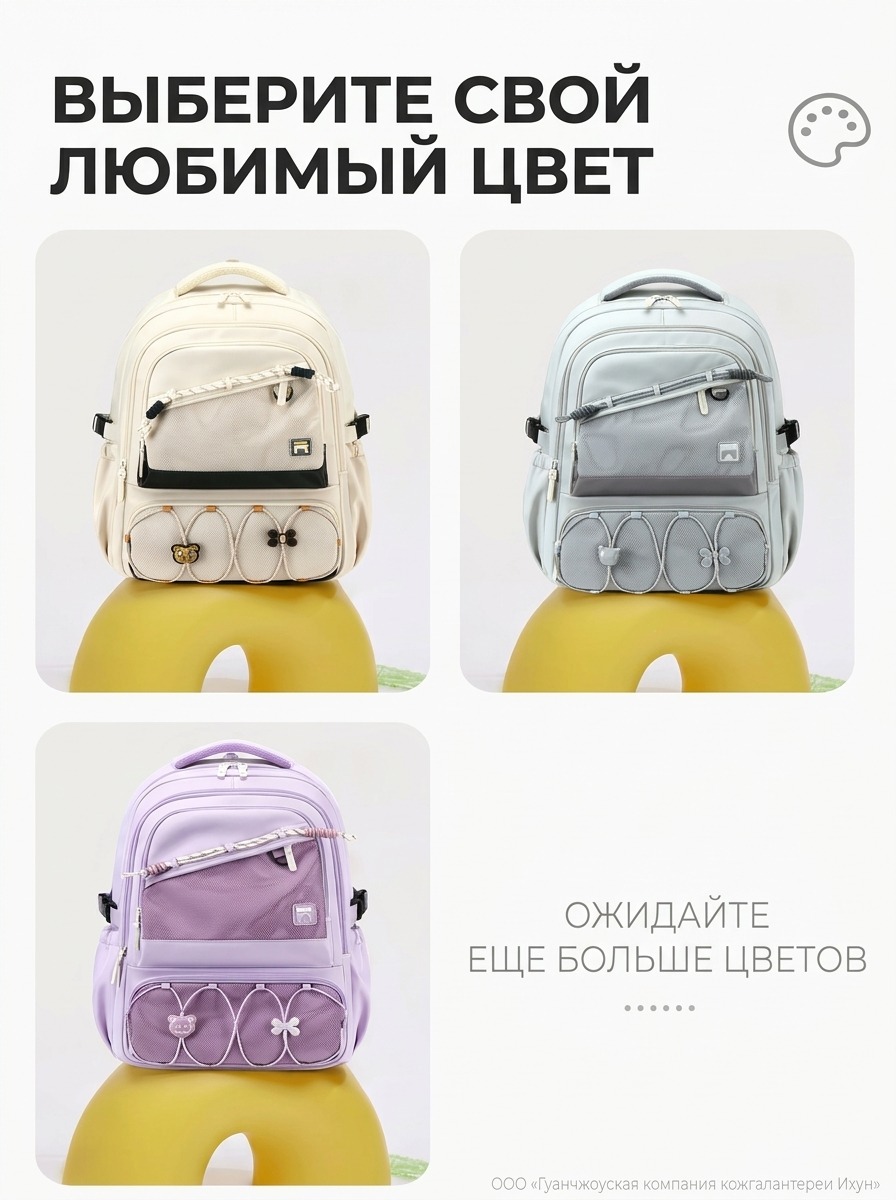 ВЫБЕРИТЕ СВОЙ
ЛЮБИМЫЙ ЦВЕТ
ОЖИДАЙТЕ
ЕЩЕ БОЛЬШЕ ЦВЕТОВ
......
ООО «Гуанчжоуская компания кожгалантереи Ихун»